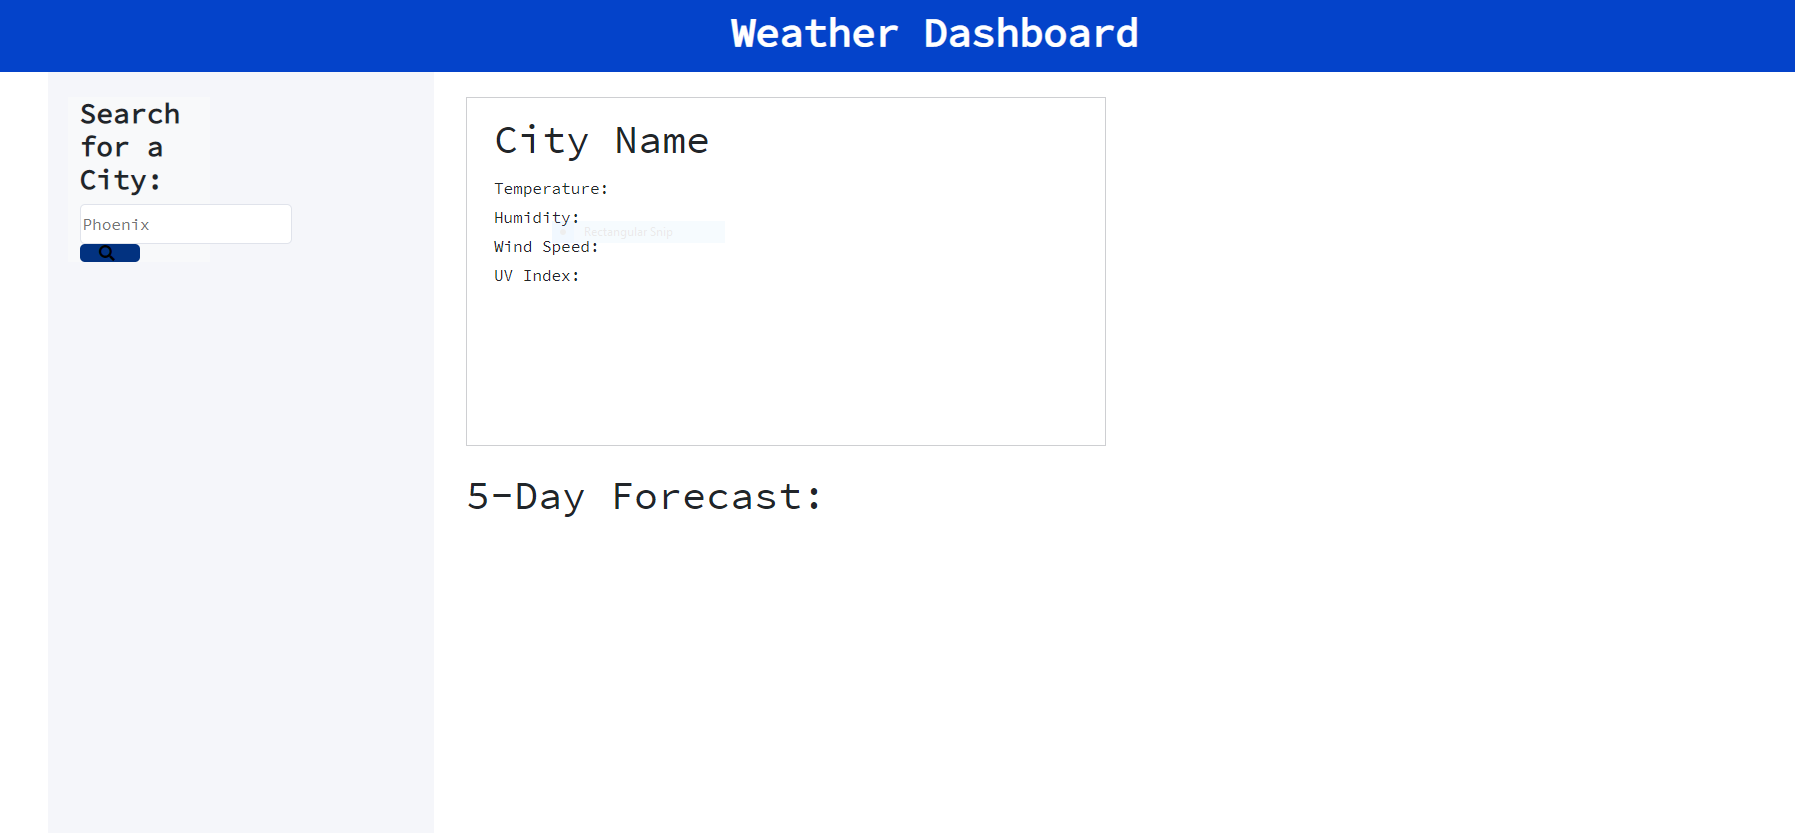 Weather Dashboard
Search
for a
City:
Phoenix
City Name
Temperature:
Humidity:
Rectangular Snip
Wind Speed:
UV Index:
5-Day Forecast: